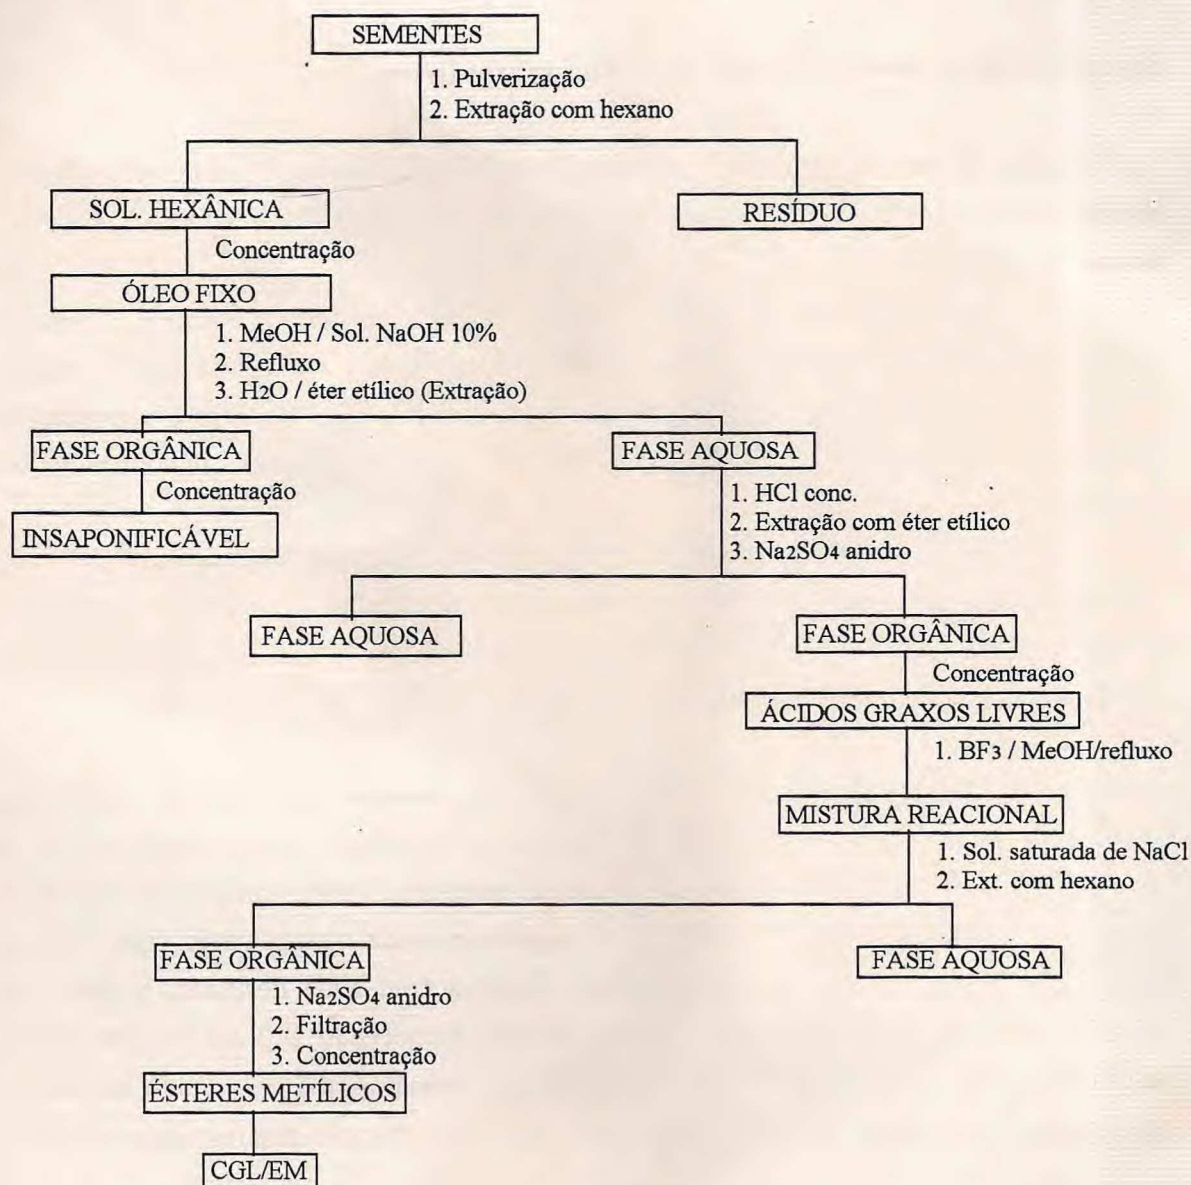 SEMENTES
1. Pulverização
2. Extração com hexano
SOL. HEXÂNICA
RESÍDUO
Concentração
ÓLEO FIXO
1. MeOH / Sol. NaOH 10%
2. Refluxo
3. H2O / éter etílico (Extração)
FASE ORGÂNICA
FASE AQUOSA
Concentração
INSAPONIFICÁVEL
1. HCl conc.
2. Extração com éter etílico
3. Na2SO4 anidro
FASE AQUOSA
FASE ORGÂNICA
Concentração
ÁCIDOS GRAXOS LIVRES
1. BF3 / MeOH/refluxo
MISTURA REACIONAL
1. Sol. saturada de NaCl
2. Ext. com hexano
FASE ORGÂNICA
FASE AQUOSA
1. Na2SO4 anidro
2. Filtração
3. Concentração
ÉSTERES METÍLICOS
CGL/EM